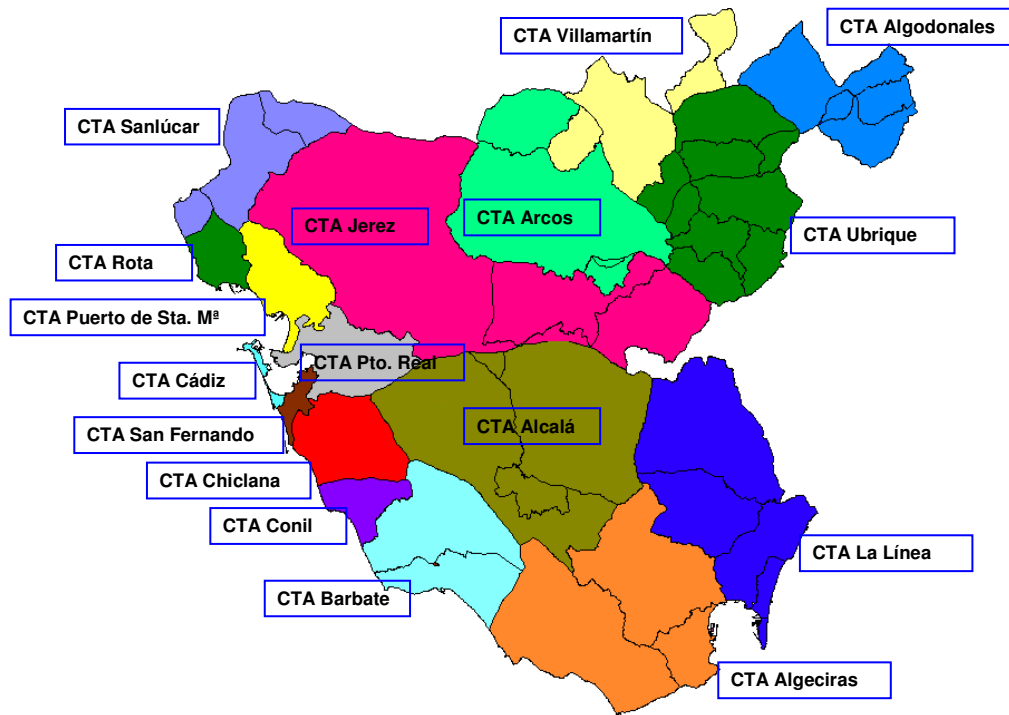 CTA Villamartín
CTA Algodonales
CTA Sanlúcar
CTA Jerez
CTA Arcos
CTA Ubrique
CTA Rota
CTA Puerto de Sta. Mª
CTA Pto. Real
CTA Cádiz
CTA San Fernando
CTA Alcalá
CTA Chiclana
CTA Conil
CTA La Línea
CTA Barbate
CTA Algeciras